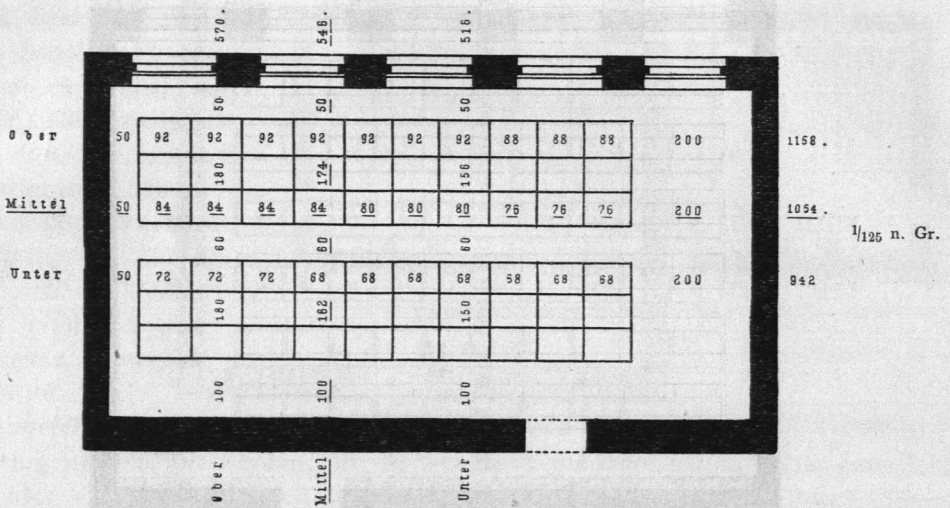 570. 546. 516.
50 50 50
Ober 50 92 92 92 92 92 92 92 88 88 88 200 1158.
180 174 156
Mittel 50 84 84 84 84 80 80 80 76 76 76 200 1054.
1/125 n. Gr.
60 60 60
Unter 50 72 72 72 68 68 68 68 68 68 68 200 942
180 162 150
100 100 100
Ober Mittel Unter